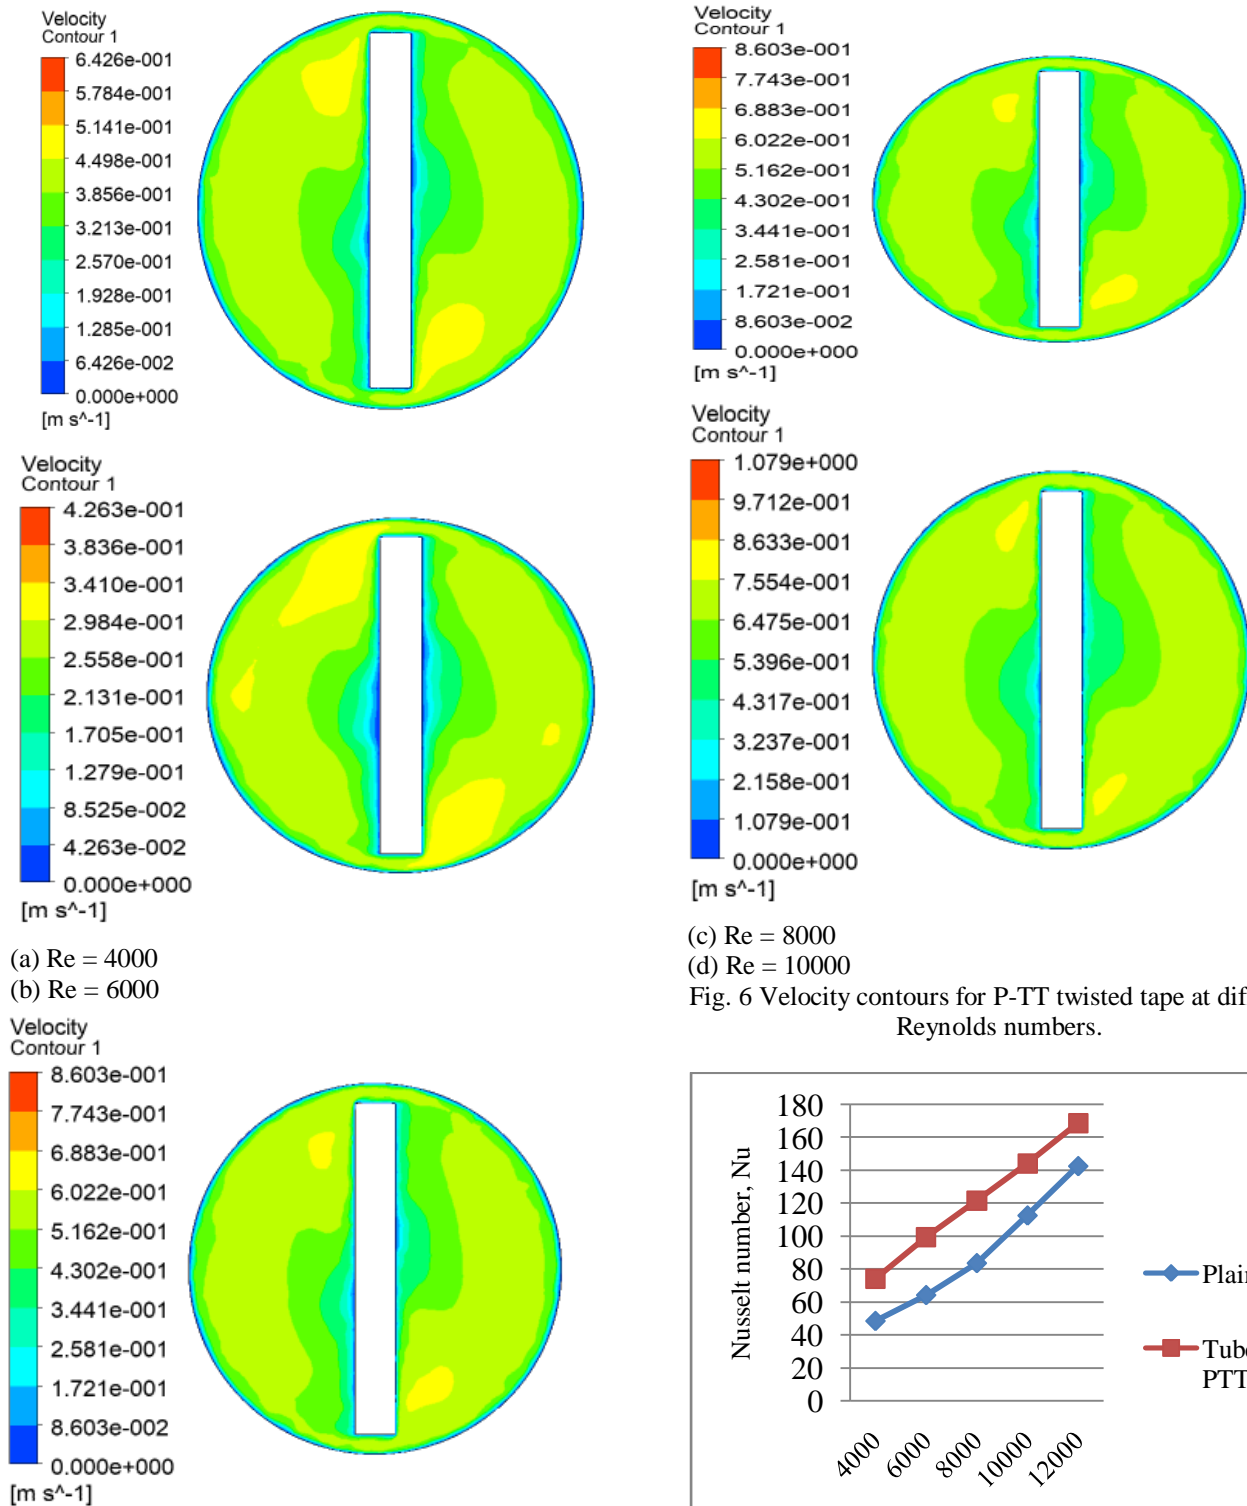 Velocity
Contour 1
6.426e-001
5.784e-001
5.141e-001
4.498e-001
3.856e-001
3.213e-001
2.570e-001
1.928e-001
1.285e-001
6.426e-002
0.000e+000
[m s^-1]
Velocity
Contour 1
4.263e-001
3.836e-001
3.410e-001
2.984e-001
2.558e-001
2.131e-001
1.705e-001
1.279e-001
8.525e-002
4.263e-002
0.000e+000
[m s^-1]
(a) Re = 4000
(b) Re = 6000
Velocity
Contour 1
8.603e-001
7.743e-001
6.883e-001
6.022e-001
5.162e-001
4.302e-001
3.441e-001
2.581e-001
1.721e-001
8.603e-002
0.000e+000
[m s^-1]
Velocity
Contour 1
8.603e-001
7.743e-001
6.883e-001
6.022e-001
5.162e-001
4.302e-001
3.441e-001
2.581e-001
1.721e-001
8.603e-002
0.000e+000
[m s^-1]
Velocity
Contour 1
1.079e+000
9.712e-001
8.633e-001
7.554e-001
6.475e-001
5.396e-001
4.317e-001
3.237e-001
2.158e-001
1.079e-001
0.000e+000
[m s^-1]
(c) Re = 8000
(d) Re = 10000
Fig. 6 Velocity contours for P-TT twisted tape at dif
Reynolds numbers.
Nusselt number, Nu
180
160
140
120
100
80
60
40
20
0
4000
6000
8000
10000
12000
Plai
Tub
PTT